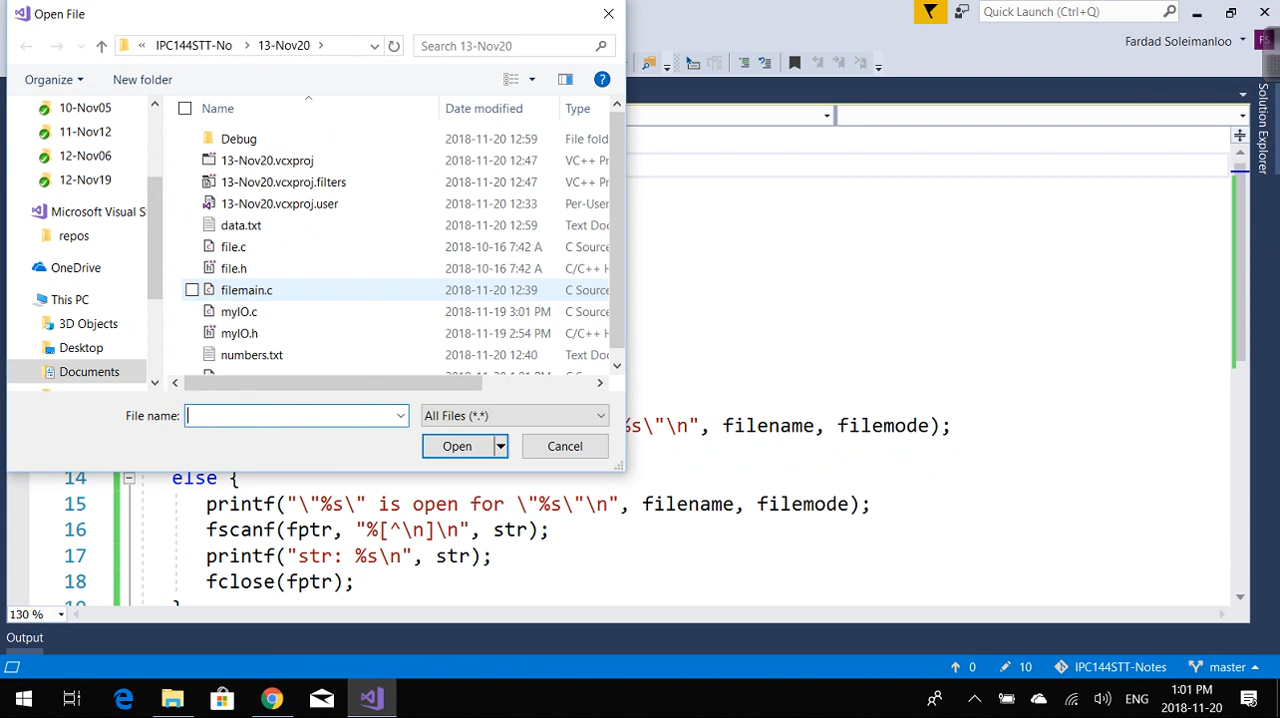 Open File
Quick Launch (Ctrl+Q)
« IPC144STT-No > 13-Nov20 >
Search 13-Nov20
Fardad Soleimanloo
FS
Organize
New folder
Name
Date modified
Type
10-Nov05
11-Nov12
12-Nov06
12-Nov19
Microsoft Visual S
repos
OneDrive
This PC
3D Objects
Desktop
Documents
Debug 2018-11-20 12:59 File fold
13-Nov20.vcxproj 2018-11-20 12:47 VC++ Pr
13-Nov20.vcxproj.filters 2018-11-20 12:47 VC++ Pr
13-Nov20.vcxproj.user 2018-11-20 12:33 Per-User
data.txt 2018-11-20 12:59 Text Doc
file.c 2018-10-16 7:42 A C Source
file.h 2018-10-16 7:42 A C/C++ H
filemain.c 2018-11-20 12:39 C Source
myIO.c 2018-11-19 3:01 PM C Source
myIO.h 2018-11-19 2:54 PM C/C++ H
numbers.txt 2018-11-20 12:40 Text Doc
Solution Explorer
File name:
All Files (*.*)
Open
Cancel
%s\"\n", filename, filemode);
14 else {
15 printf("\"%s\" is open for \"%s\"\n", filename, filemode);
16 fscanf(fptr, "%[^\n]\n", str);
17 printf("str: %s\n", str);
18 fclose(fptr);
130 %
Output
0
10
IPC144STT-Notes
master
ENG
1:01 PM
2018-11-20